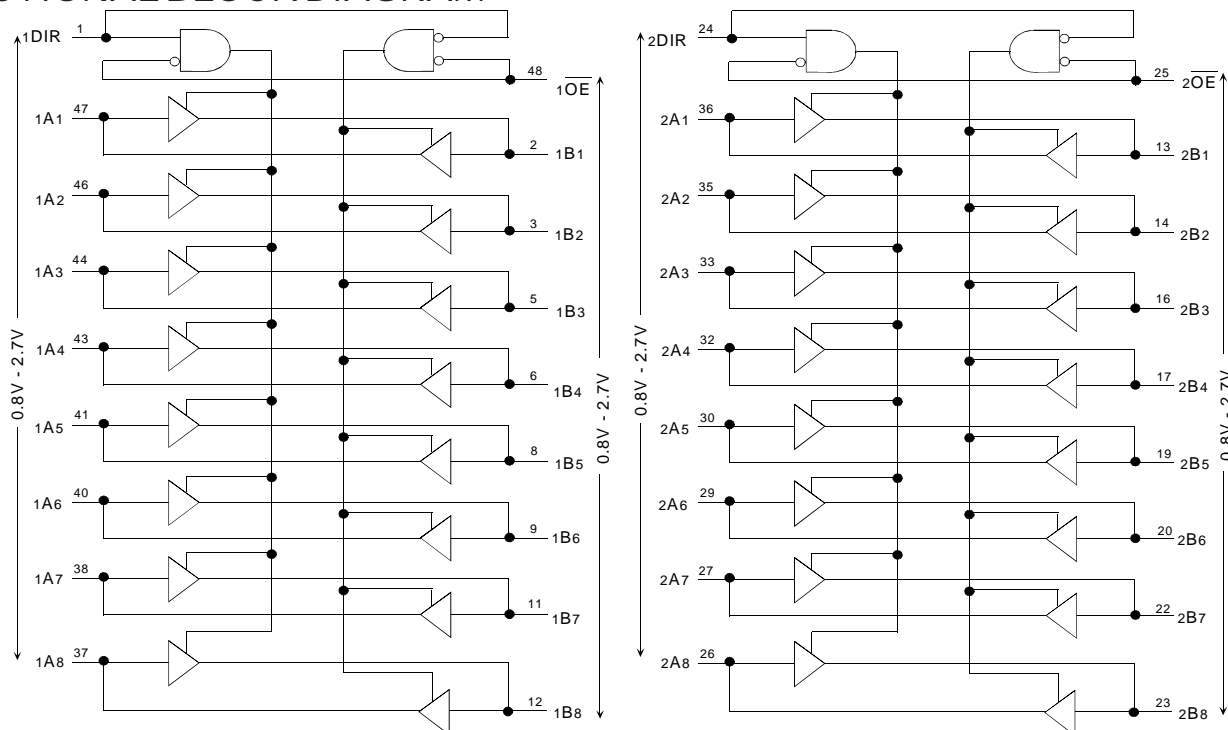 1DIR 1
48 1OE
1A1 47
2 1B1
1A2 46
3 1B2
1A3 44
5 1B3
1A4 43
6 1B4
1A5 41
8 1B5
1A6 40
9 1B6
1A7 38
11 1B7
1A8 37
12 1B8
0.8V - 2.7V
0.8V - 2.7V
2DIR 24
25 2OE
2A1 36
13 2B1
2A2 35
14 2B2
2A3 33
16 2B3
2A4 32
17 2B4
2A5 30
19 2B5
2A6 29
20 2B6
2A7 27
22 2B7
2A8 26
23 2B8
0.8V - 2.7V
0.8V - 2.7V